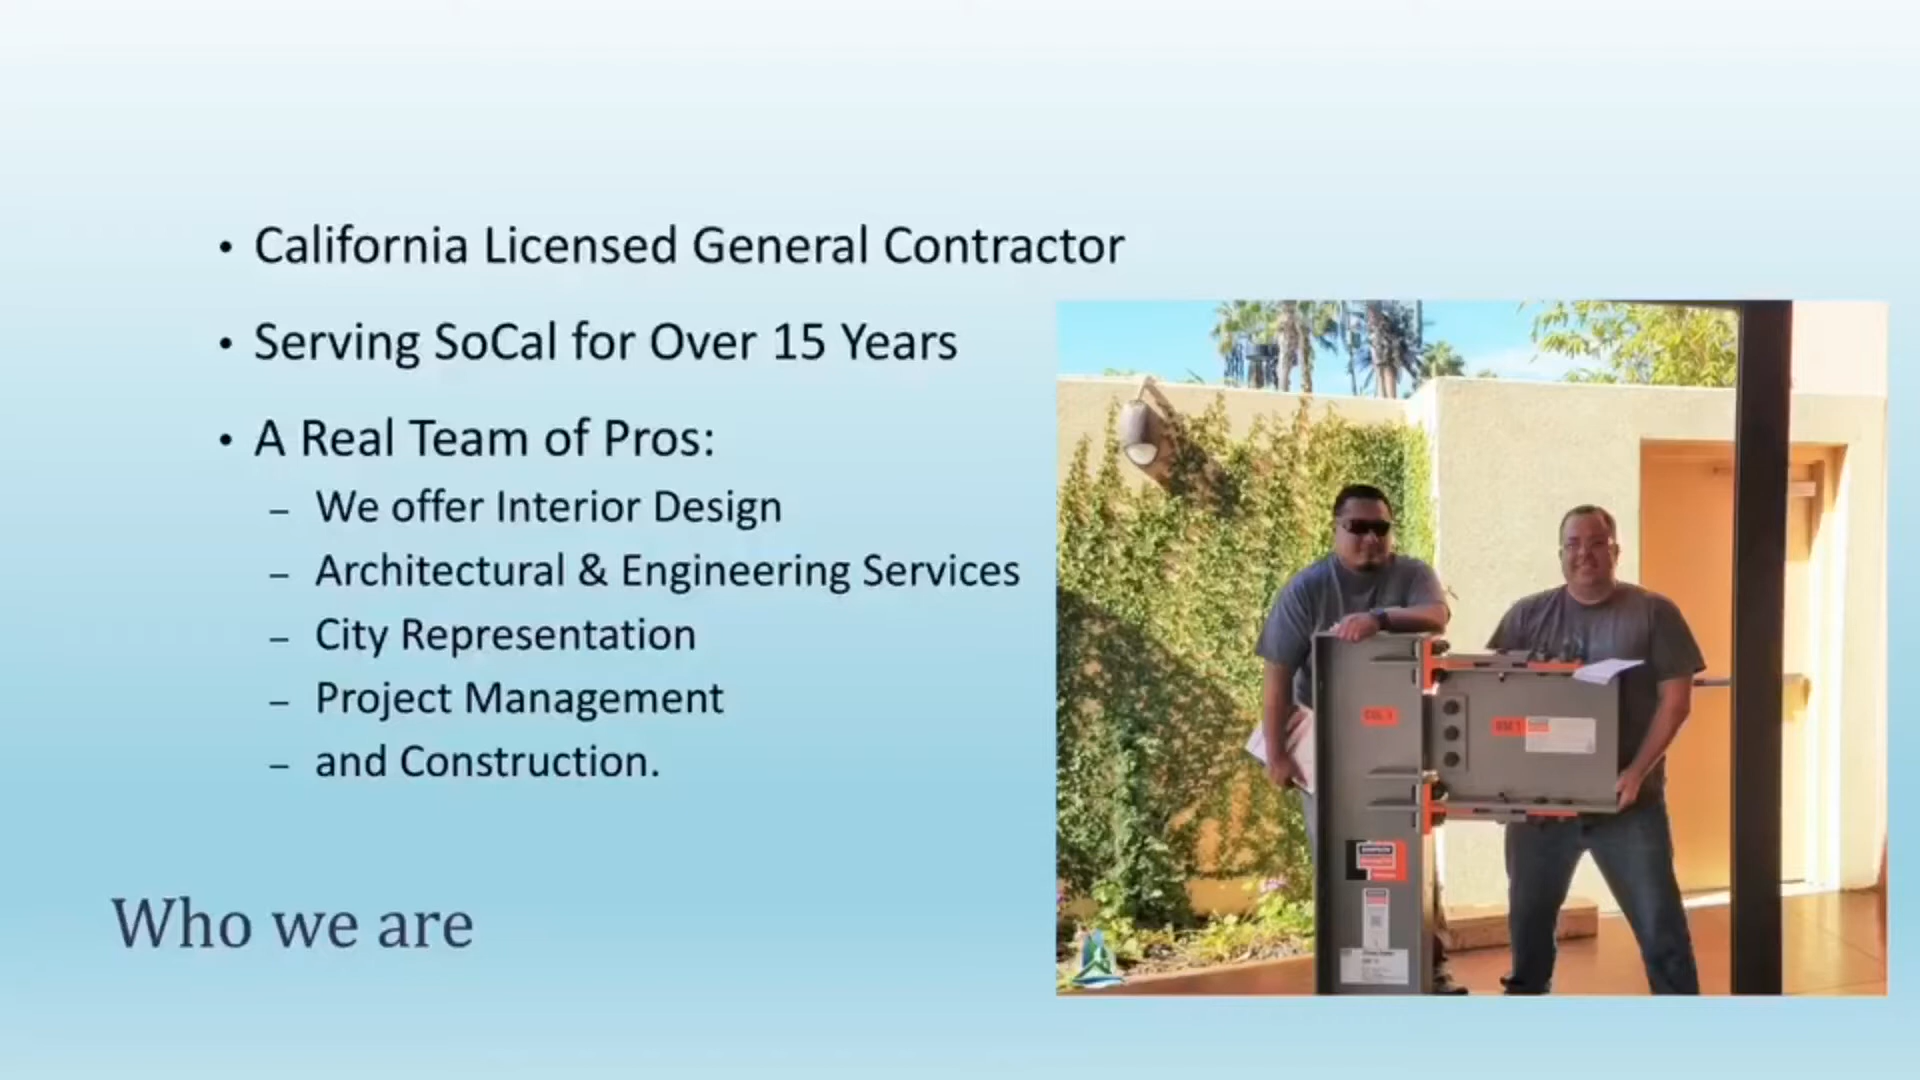 • California Licensed General Contractor
• Serving SoCal for Over 15 Years
• A Real Team of Pros:
– We offer Interior Design
– Architectural & Engineering Services
– City Representation
– Project Management
– and Construction.
Who we are